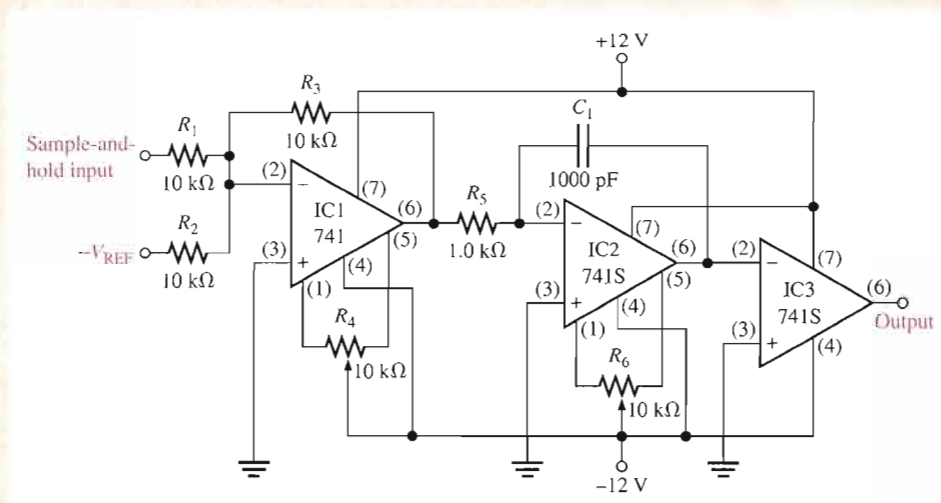 +12 V
R3
10 kΩ
C1
1000 pF
Sample-and-
hold input
R1
10 kΩ
(2)
−
(7)
IC1
741
(6)
(5)
(3)
+
(4)
(1)
−VREF
R2
10 kΩ
R4
10 kΩ
R5
1.0 kΩ
(2)
−
(7)
IC2
741S
(6)
(5)
(3)
+
(4)
(1)
R6
10 kΩ
(2)
−
(7)
IC3
741S
(6)
Output
(3)
+
(4)
−12 V